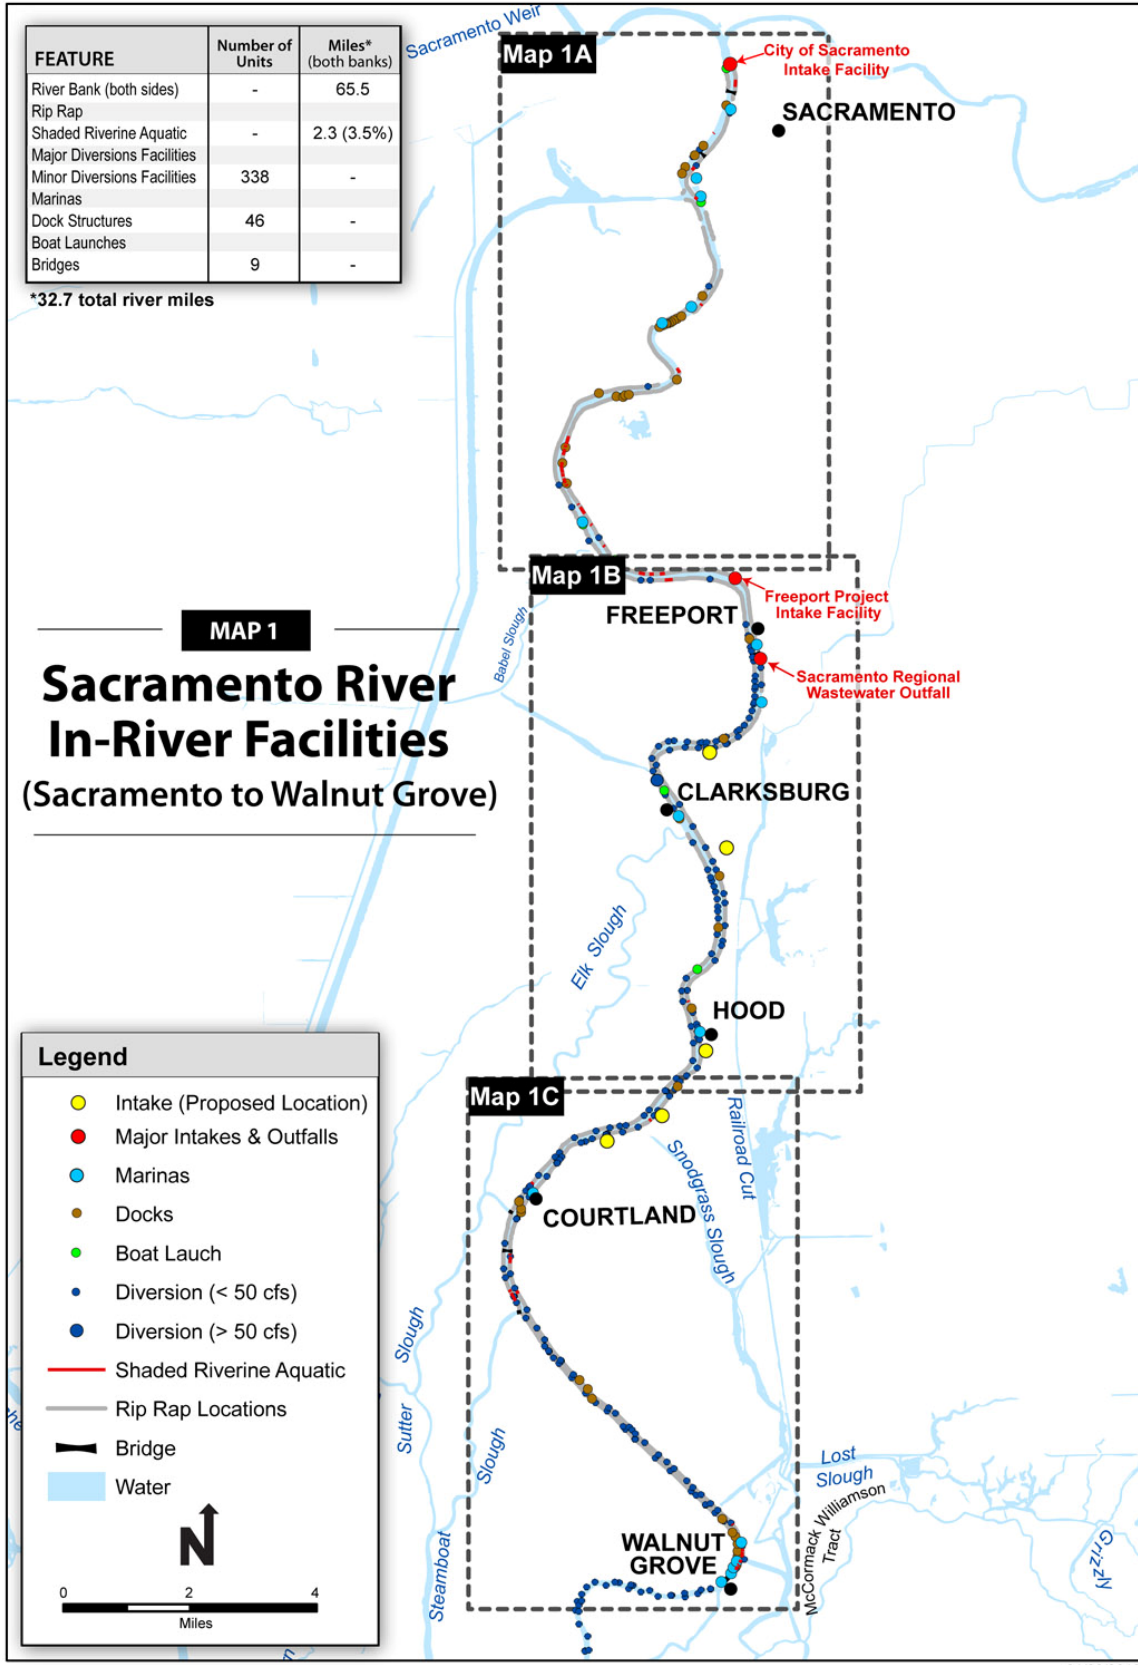 FEATURE Number of Units Miles* (both banks)
River Bank (both sides) - 65.5
Rip Rap
Shaded Riverine Aquatic - 2.3 (3.5%)
Major Diversions Facilities
Minor Diversions Facilities 338 -
Marinas
Dock Structures 46 -
Boat Launches
Bridges 9 -
*32.7 total river miles
Sacramento Weir
Map 1A
City of Sacramento
Intake Facility
SACRAMENTO
Map 1B
Freeport Project
Intake Facility
FREEPORT
Babel Slough
Sacramento Regional
Wastewater Outfall
MAP 1
Sacramento River
In-River Facilities
(Sacramento to Walnut Grove)
CLARKSBURG
Elk Slough
HOOD
Map 1C
Railroad Cut
Snodgrass Slough
COURTLAND
Sutter Slough
Steamboat Slough
Lost
Slough
McCormack Williamson
Tract
Grizzly
WALNUT
GROVE
Legend
Intake (Proposed Location)
Major Intakes & Outfalls
Marinas
Docks
Boat Lauch
Diversion (< 50 cfs)
Diversion (> 50 cfs)
Shaded Riverine Aquatic
Rip Rap Locations
Bridge
Water
N
0 2 4
Miles